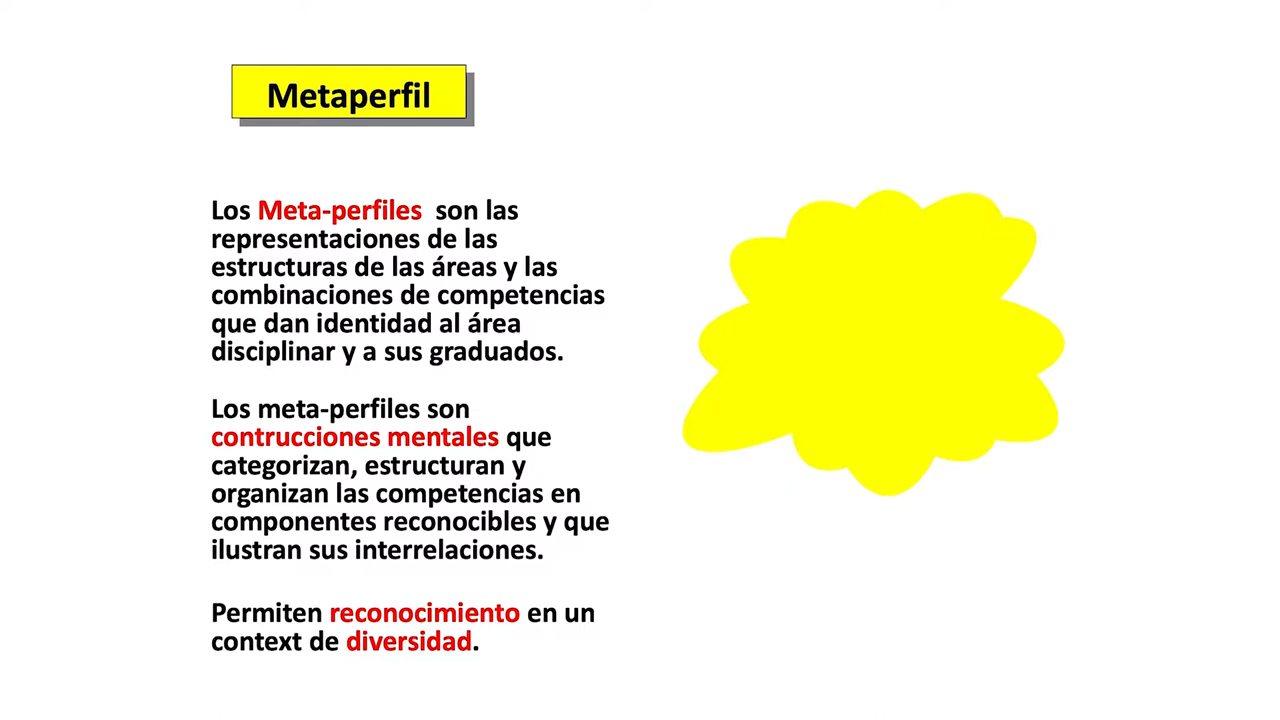 Metaperfil
Los Meta-perfiles son las
representaciones de las
estructuras de las áreas y las
combinaciones de competencias
que dan identidad al área
disciplinar y a sus graduados.
Los meta-perfiles son
contrucciones mentales que
categorizan, estructuran y
organizan las competencias en
componentes reconocibles y que
ilustran sus interrelaciones.
Permiten reconocimiento en un
context de diversidad.